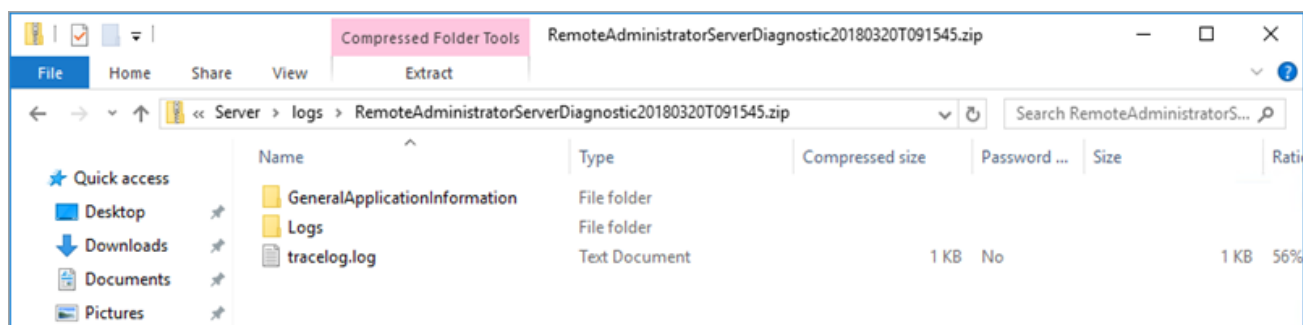 Compressed Folder Tools RemoteAdministratorServerDiagnostic20180320T091545.zip
File Home Share View Extract
« Server > logs > RemoteAdministratorServerDiagnostic20180320T091545.zip Search RemoteAdministratorS...
Name Type Compressed size Password ... Size Ratio
Quick access
GeneralApplicationInformation File folder
Desktop
Logs File folder
Downloads
tracelog.log Text Document 1 KB No 1 KB 56%
Documents
Pictures